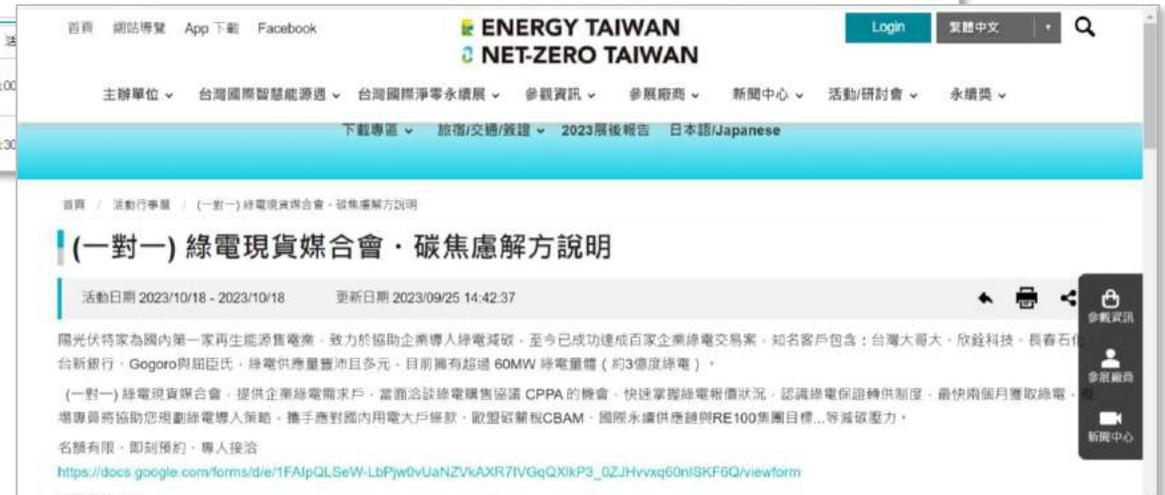 首頁 網站導覽 App 下載 Facebook
ENERGY TAIWAN
NET-ZERO TAIWAN
Login 繁體中文
主辦單位 台灣國際智慧能源週 台灣國際淨零永續展 參觀資訊 參展廠商 新聞中心 活動/研討會 永續獎
下載專區 旅宿/交通/簽證 2023展後報告 日本語/Japanese
首頁 / 活動行事曆 / (一對一) 綠電現貨媒合會・碳焦慮解方說明
(一對一) 綠電現貨媒合會・碳焦慮解方說明
活動日期 2023/10/18 - 2023/10/18 更新日期 2023/09/25 14:42:37
參觀資訊
參展廠商
新聞中心
陽光伏特家為國內第一家再生能源售電業，致力於協助企業導入綠電減碳，至今已成功達成百家企業綠電交易案，知名客戶包含：台灣大哥大、欣銓科技、長春石化、
台新銀行、Gogoro與屈臣氏，綠電供應量豐沛且多元，目前擁有超過 60MW 綠電量體（約3億度綠電）。
(一對一) 綠電現貨媒合會，提供企業綠電需求戶，當面洽談綠電購售協議 CPPA 的機會，快速掌握綠電報價狀況，認識綠電保證轉供制度，最快兩個月獲取綠電，
場專員將協助您規劃綠電導入策略，攜手應對國內用電大戶條款、歐盟碳關稅CBAM、國際永續供應鏈與RE100集團目標...等減碳壓力。
名額有限，即刻預約，專人接洽
https://docs.google.com/forms/d/e/1FAIpQLSeW-LbPjw0vUaNZVkAXR7IVGqQXlkP3_0ZJHvvxq60nISKF6Q/viewform